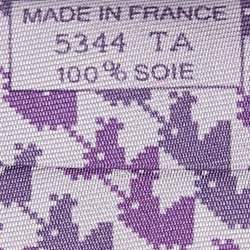 MADE IN FRANCE
5344 TA
100% SOIE